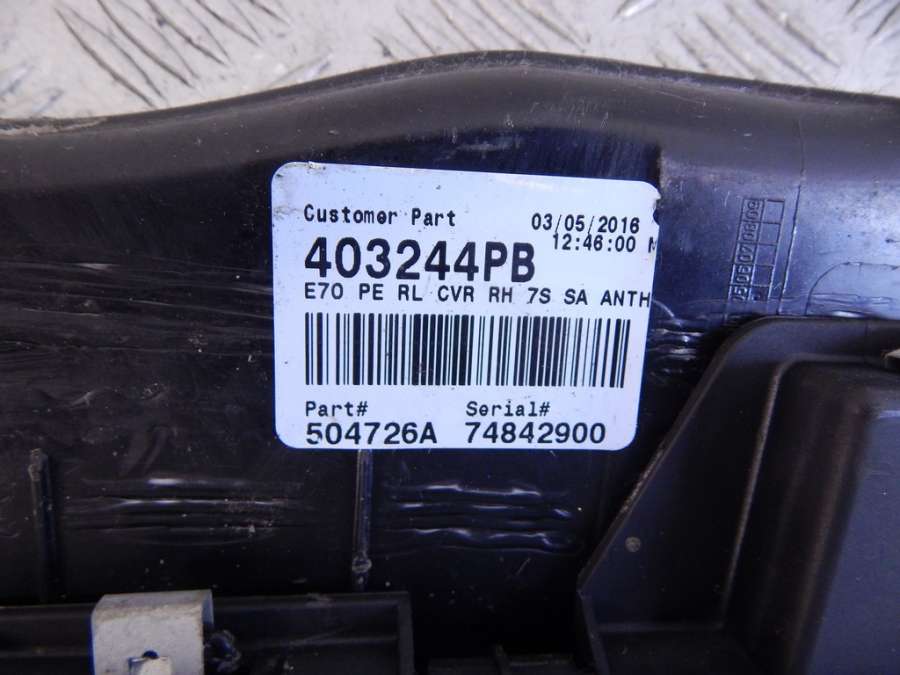 Customer Part
03/05/2016
12:46:00 M
403244PB
E70 PE RL CVR RH 7S SA ANTH
Part#
Serial#
504726A
74842900